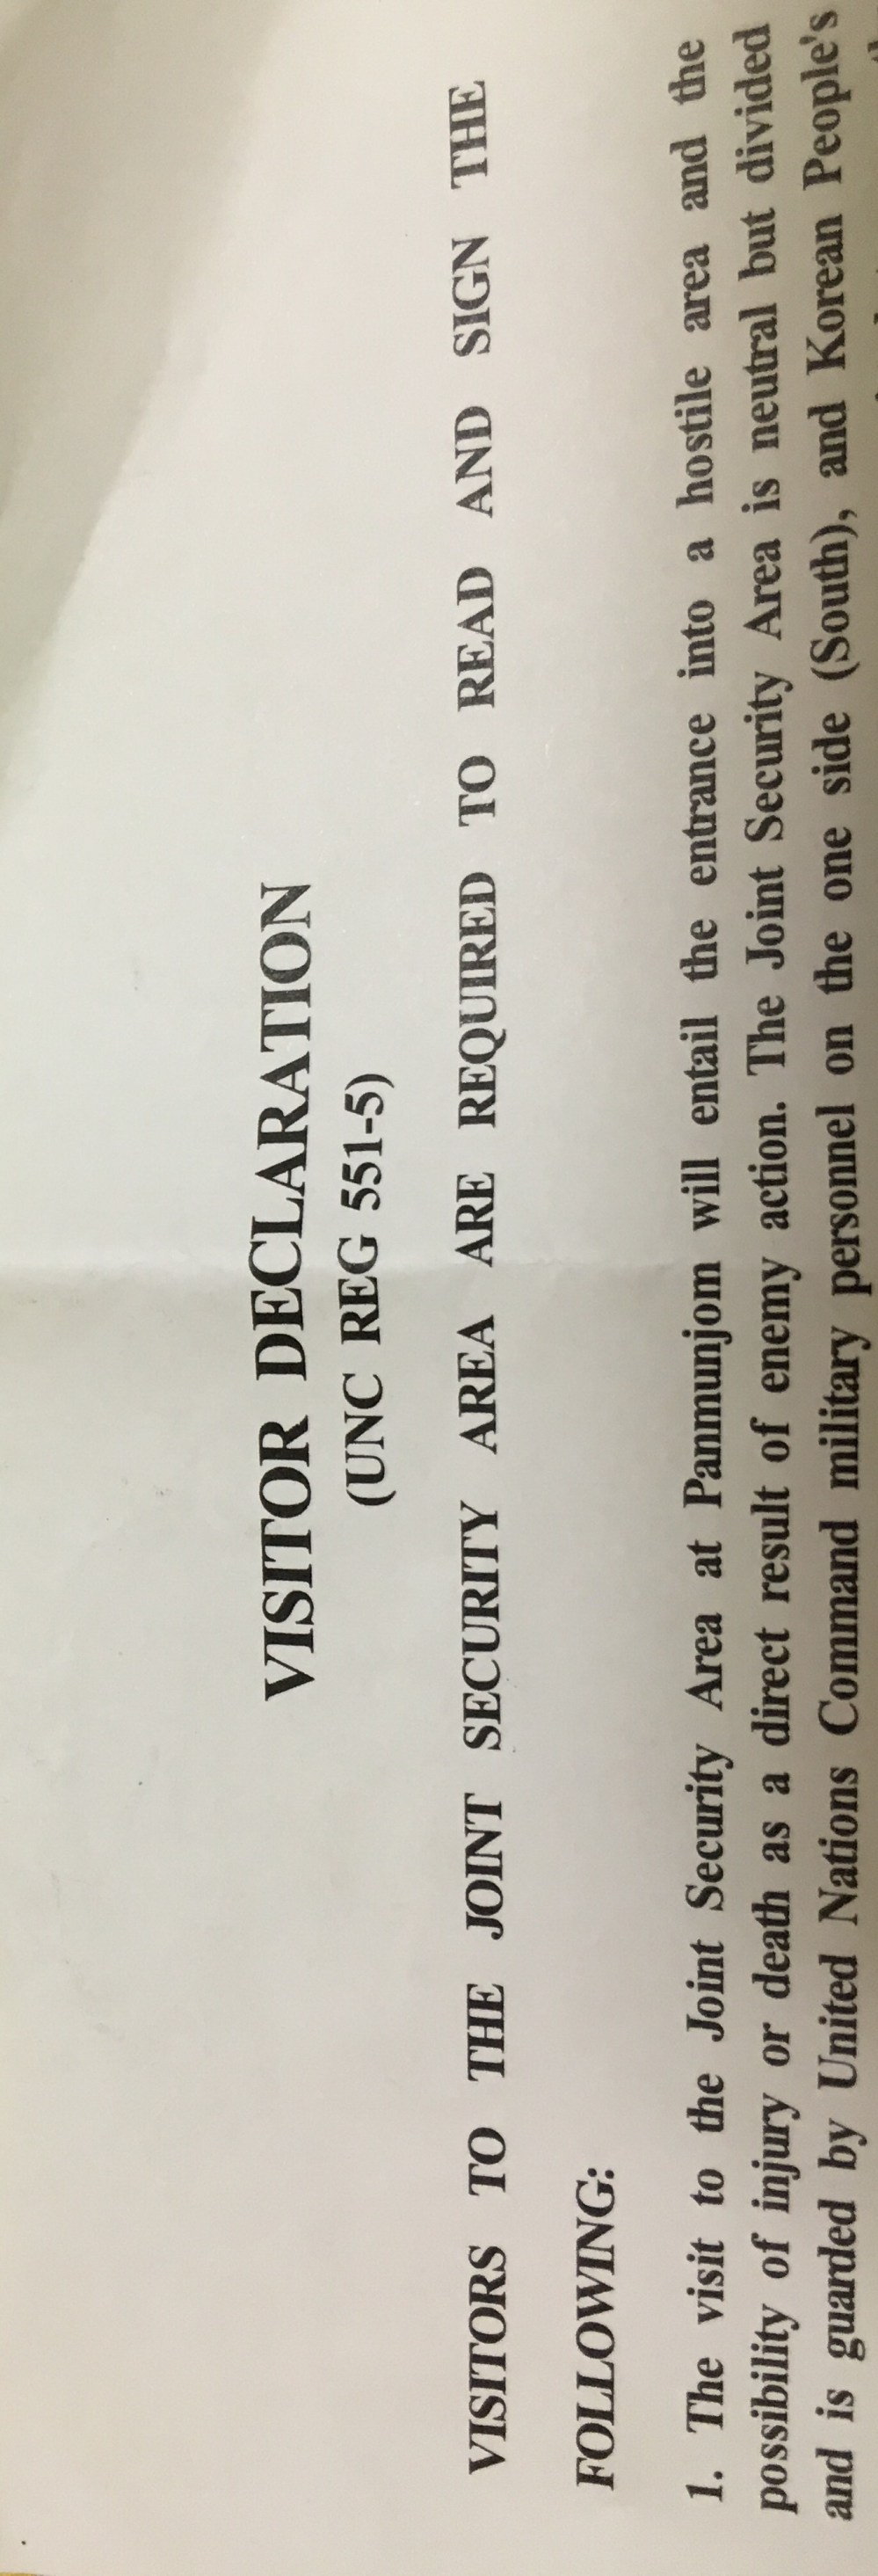 VISITOR DECLARATION
(UNC REG 551-5)
VISITORS TO THE JOINT SECURITY AREA ARE REQUIRED TO READ AND SIGN THE
FOLLOWING:
1. The visit to the Joint Security Area at Panmunjom will entail the entrance into a hostile area and the
possibility of injury or death as a direct result of enemy action. The Joint Security Area is neutral but divided
and is guarded by United Nations Command military personnel on the one side (South), and Korean People's